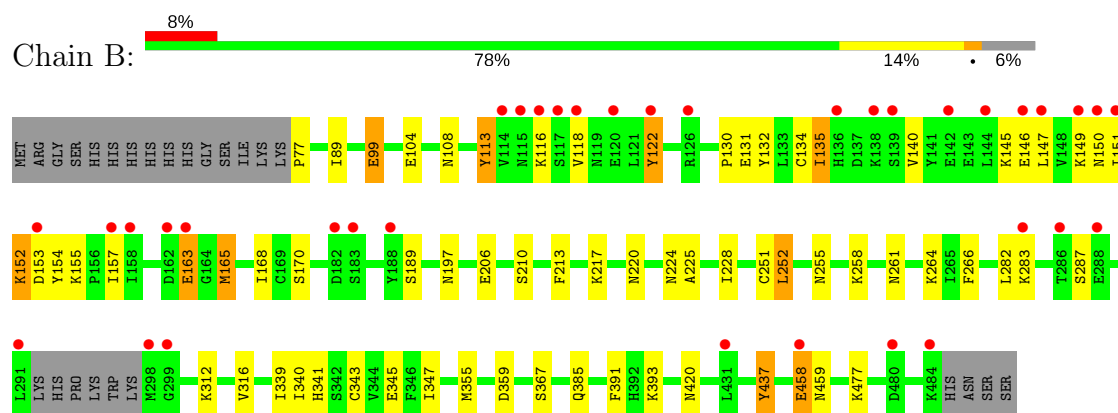 8%
Chain B:
78% 14% • 6%
MET ARG GLY SER HIS HIS HIS HIS HIS HIS GLY SER ILE LYS LYS P77 I89 E99 E104 N108 Y113 V114 N115 K116 S117 V118 N119 E120 L121 Y122 R126 P130 E131 Y132 L133 C134 I135 H136 D137 K138 S139 V140 Y141 E142 E143 L144 K145 E146 L147 V148 K149 N150 I151
K152 D153 Y154 K155 P156 I157 I158 D162 E163 G164 M165 I168 C169 S170 D182 S183 Y188 S189 N197 E206 S210 F213 K217 N220 N224 A225 I228 C251 L252 N255 K258 N261 K264 I265 F266 L282 K283 T286 S287 E288
L291 LYS HIS PRO LYS TRP LYS M298 G299 K312 V316 I339 I340 H341 S342 C343 V344 E345 F346 I347 M355 D359 S367 Q385 F391 H392 K393 N420 L431 Y437 E458 N459 K477 D480 K484 HIS ASN SER SER